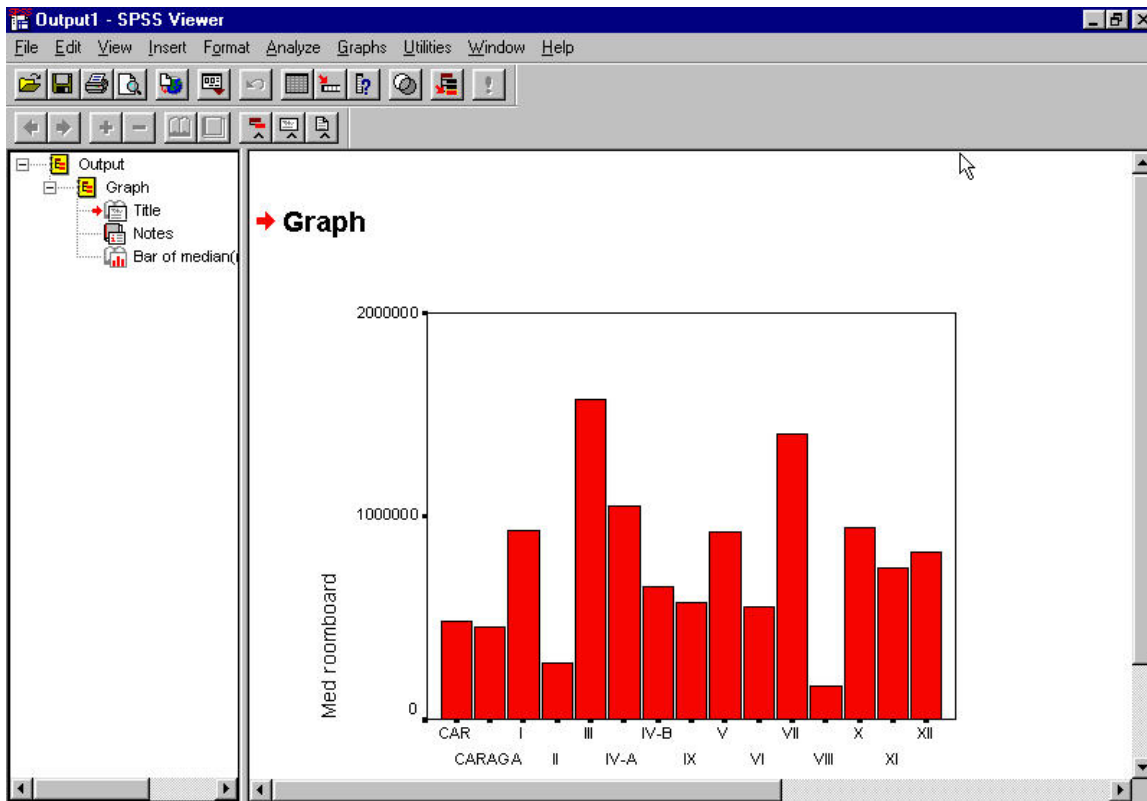 Output1 - SPSS Viewer
File Edit View Insert Format Analyze Graphs Utilities Window Help
Output
Graph
Title
Notes
Bar of median(
Graph
2000000
1000000
0
Med roomboard
CAR I III IV-B V VII X XII
CARAGA II IV-A IX VI VIII XI